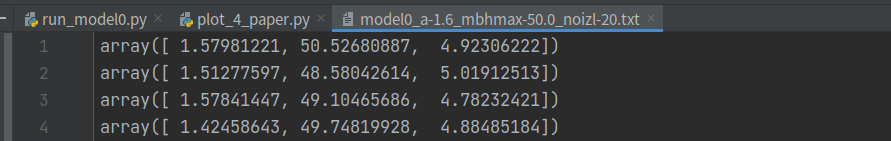 run_model0.py × plot_4_paper.py × model0_a-1.6_mbhmax-50.0_noizl-20.txt ×
1 array([ 1.57981221, 50.52680887,  4.92306222])
2 array([ 1.51277597, 48.58042614,  5.01912513])
3 array([ 1.57841447, 49.10465686,  4.78232421])
4 array([ 1.42458643, 49.74819928,  4.88485184])